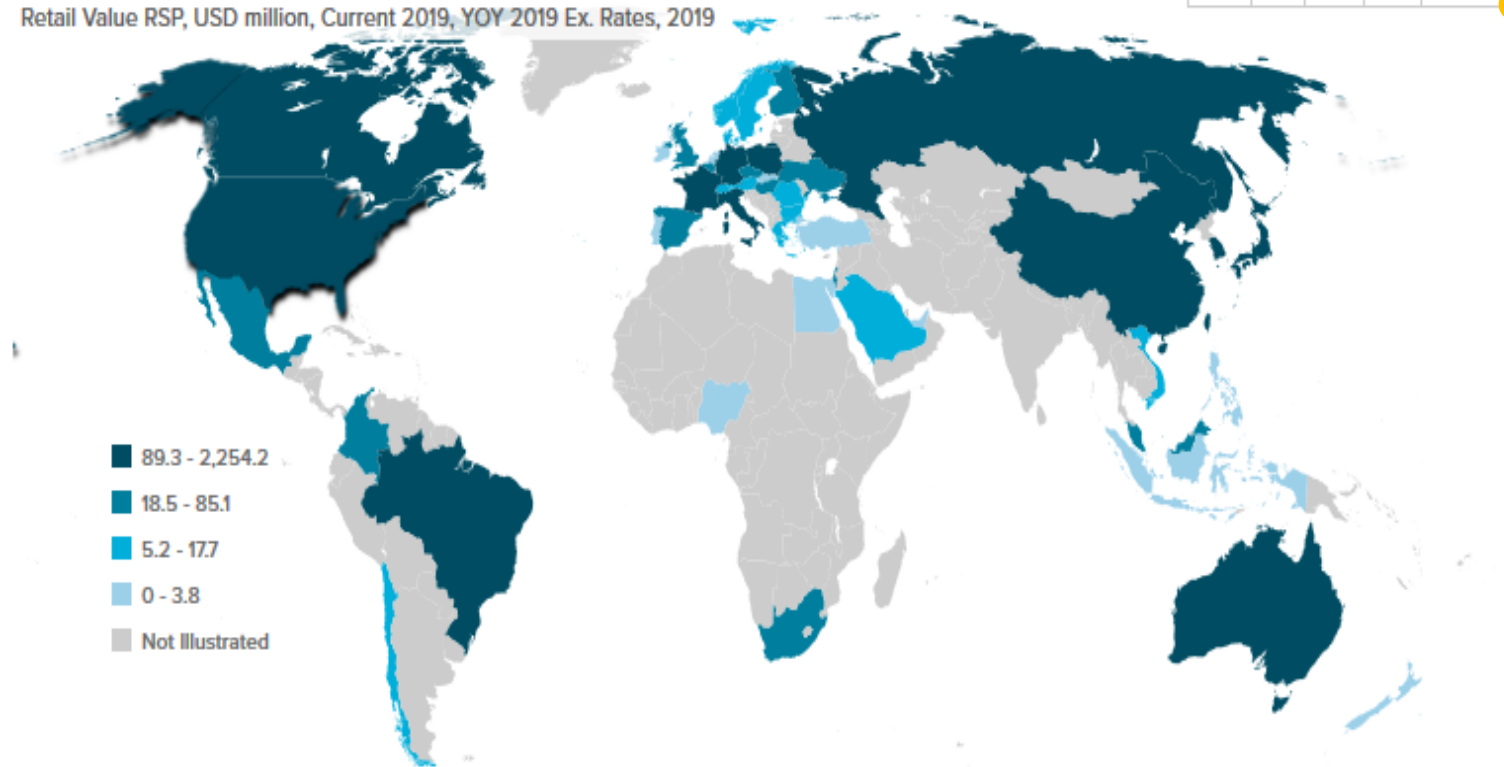 Retail Value RSP, USD million, Current 2019, YOY 2019 Ex. Rates, 2019
89.3 - 2,254.2
18.5 - 85.1
5.2 - 17.7
0 - 3.8
Not Illustrated